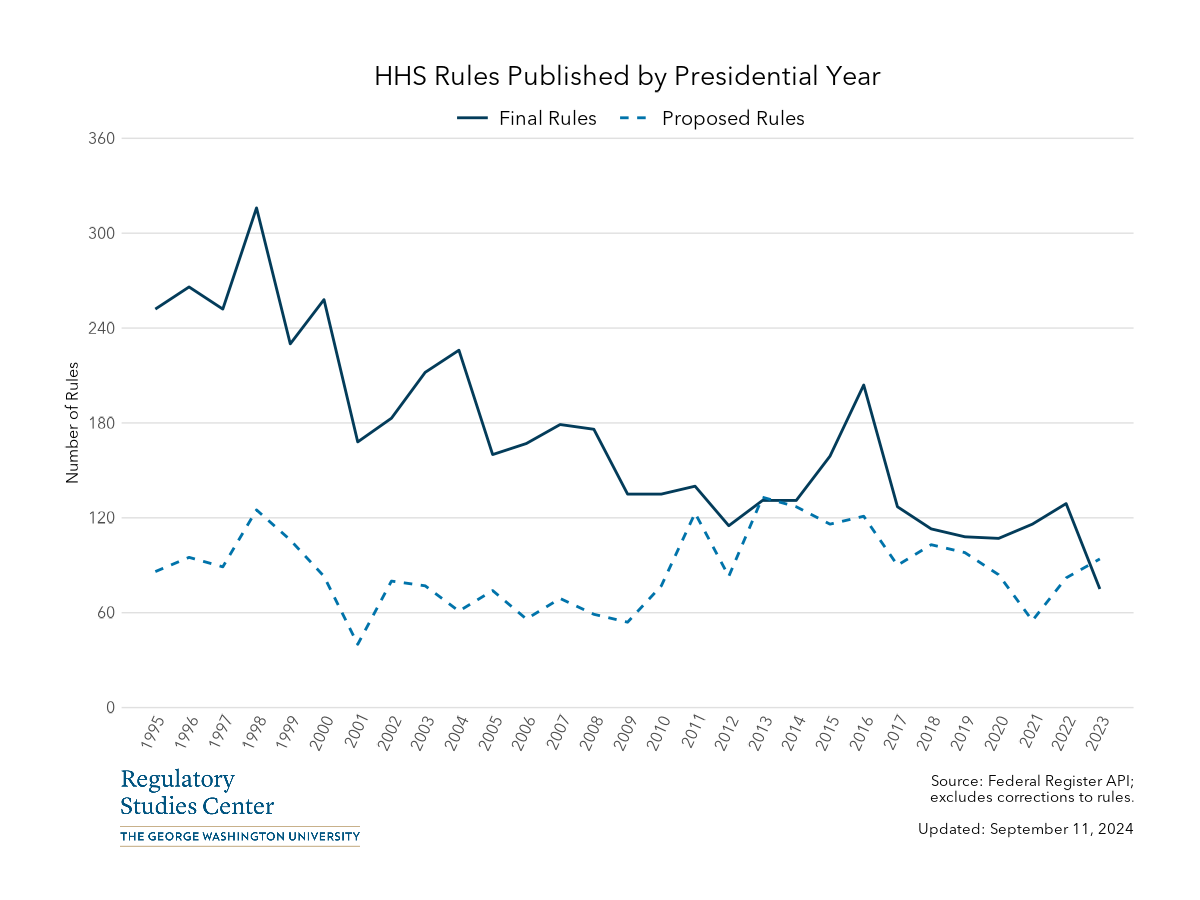 HHS Rules Published by Presidential Year
Final Rules Proposed Rules
360
300
240
180
120
60
0
Number of Rules
1995 1996 1997 1998 1999 2000 2001 2002 2003 2004 2005 2006 2007 2008 2009 2010 2011 2012 2013 2014 2015 2016 2017 2018 2019 2020 2021 2022 2023
Regulatory
Studies Center
THE GEORGE WASHINGTON UNIVERSITY
Source: Federal Register API;
excludes corrections to rules.
Updated: September 11, 2024